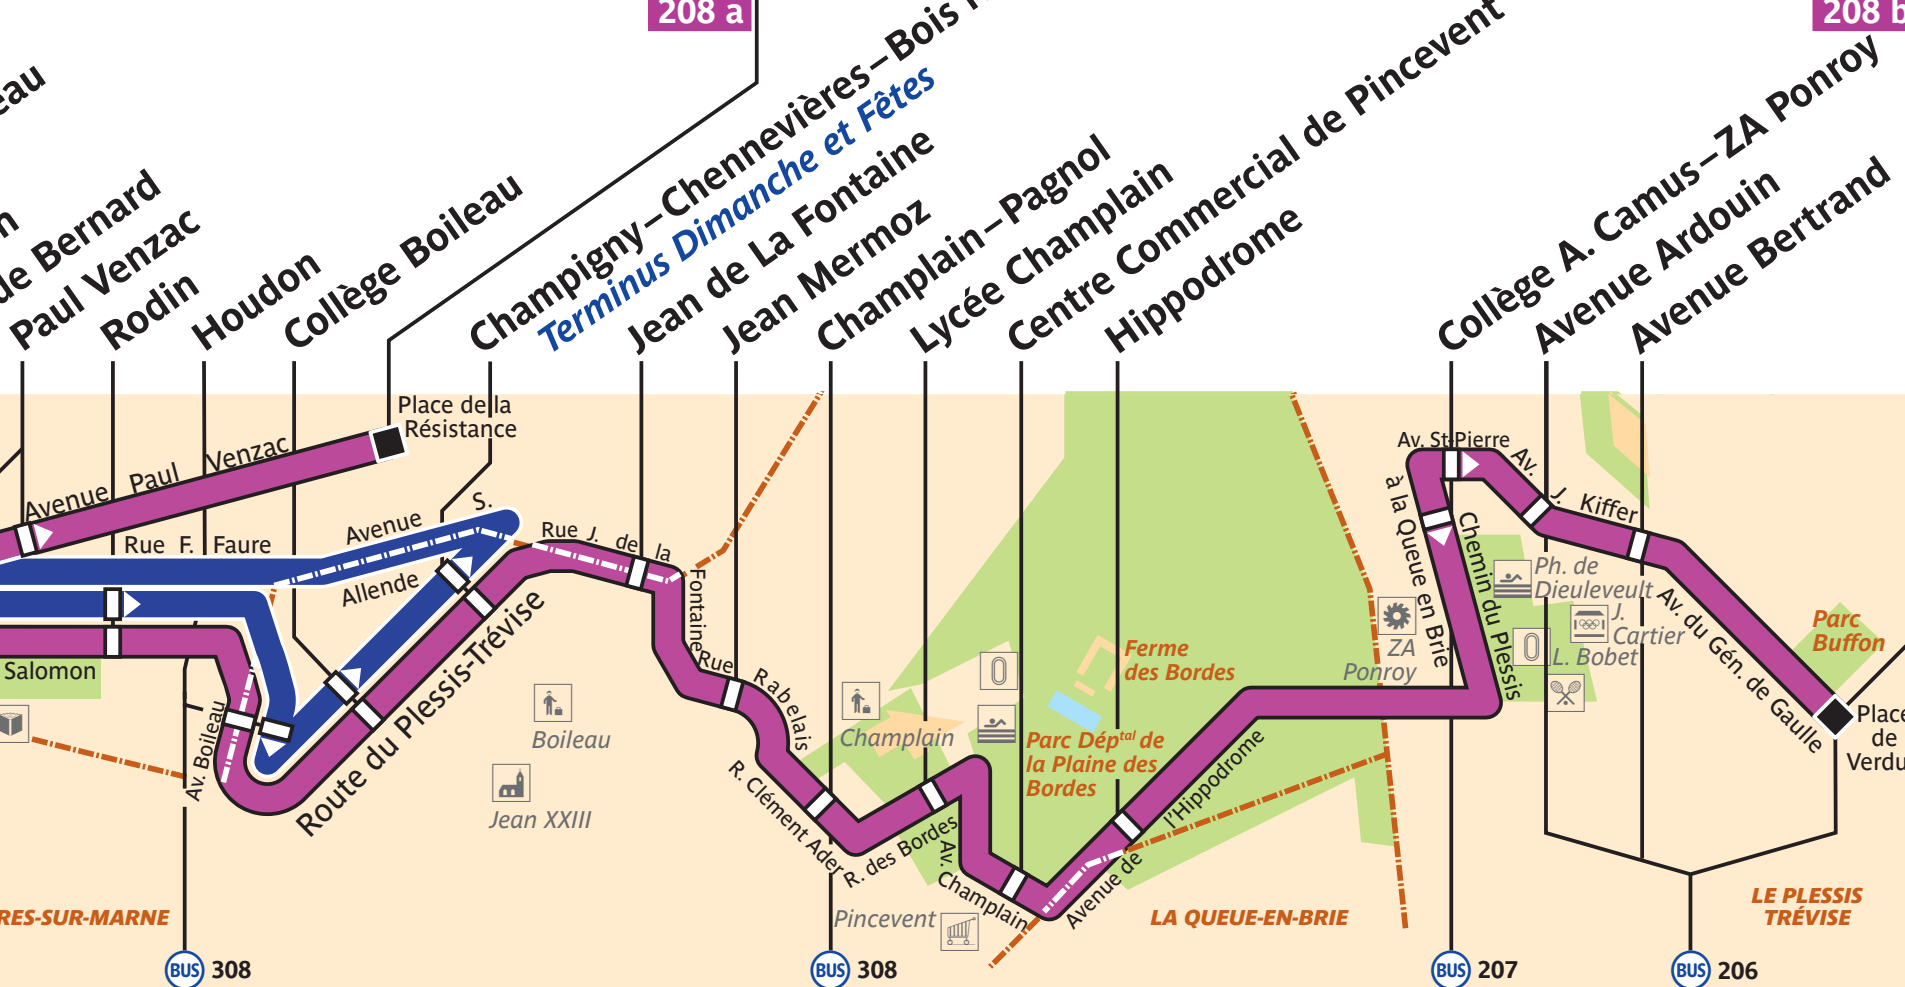 208 a
208 b
eau
de Bernard
Paul Venzac
Rodin
Houdon
Collège Boileau
Champigny–Chennevières–Bois
Terminus Dimanche et Fêtes
Jean de La Fontaine
Jean Mermoz
Champlain–Pagnol
Lycée Champlain
Centre Commercial de Pincevent
Hippodrome
Collège A. Camus–ZA Ponroy
Avenue Ardouin
Avenue Bertrand
Place de la
Résistance
Avenue Paul Venzac
Rue F. Faure
Avenue S.
Allende
Rue J. de la
Fontaine
Rue Rabelais
Salomon
Av. Boileau
Route du Plessis-Trévise
Boileau
Jean XXIII
R. Clément Ader
R. des Bordes
Av.
Champlain
Champlain
Pincevent
Parc Déptal de
la Plaine des
Bordes
Ferme
des Bordes
Avenue de l'Hippodrome
ZA
Ponroy
Av. St-Pierre
à la Queue en Brie
Chemin du Plessis
Av. J. Kiffer
Ph. de
Dieuleveult
J.
Cartier
L. Bobet
Av. du Gén. de Gaulle
Parc
Buffon
Place
de
Verdu
RES-SUR-MARNE
LA QUEUE-EN-BRIE
LE PLESSIS
TRÉVISE
BUS 308
BUS 308
BUS 207
BUS 206